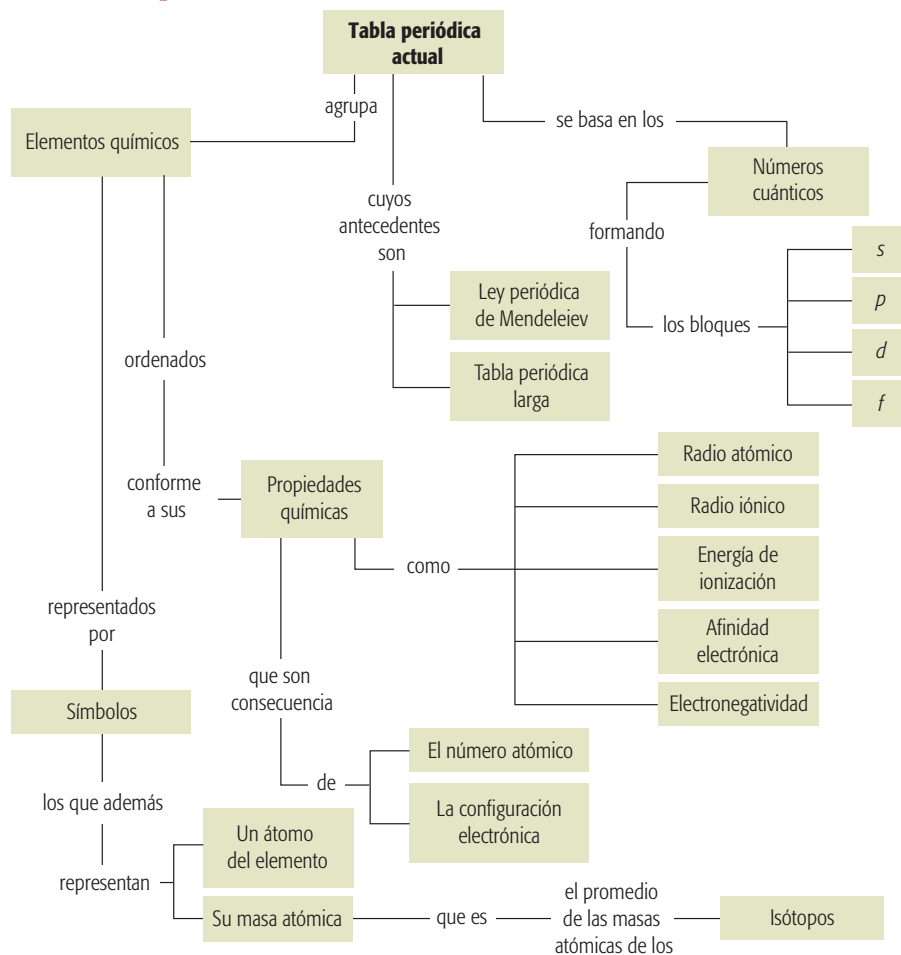 Tabla periódica
actual
agrupa
se basa en los
Elementos químicos
Números
cuánticos
cuyos
antecedentes
son
formando
s
p
d
f
los bloques
Ley periódica
de Mendeleiev
Tabla periódica
larga
ordenados
conforme
a sus
Propiedades
químicas
como
Radio atómico
Radio iónico
Energía de
ionización
Afinidad
electrónica
Electronegatividad
representados
por
Símbolos
que son
consecuencia
de
El número atómico
La configuración
electrónica
los que además
representan
Un átomo
del elemento
Su masa atómica
que es
el promedio
de las masas
atómicas de los
Isótopos